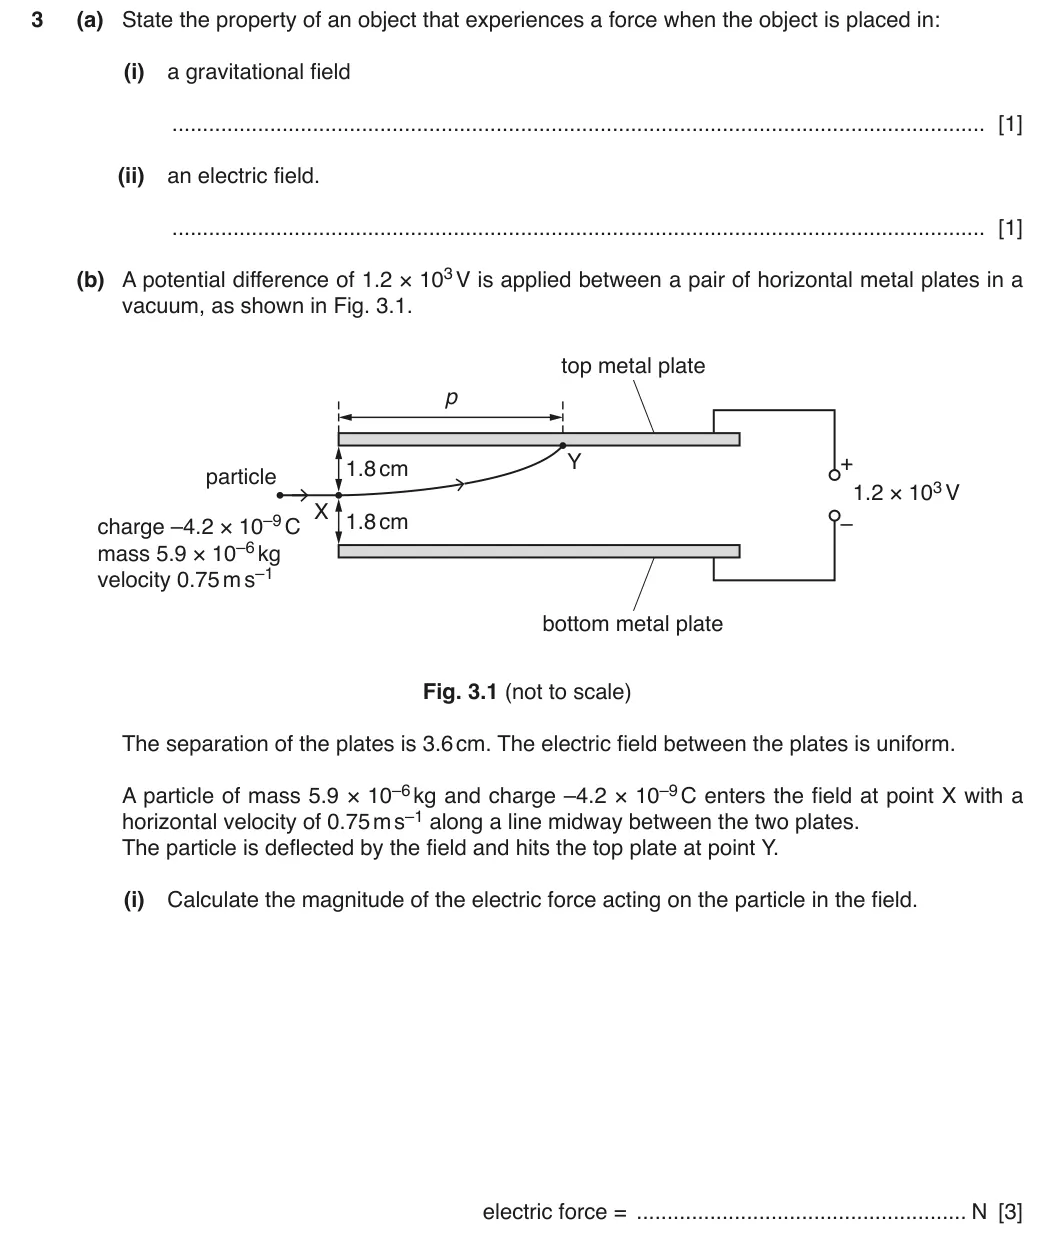 3 (a) State the property of an object that experiences a force when the object is placed in:
(i) a gravitational field
.......................................................................................................................................... [1]
(ii) an electric field.
.......................................................................................................................................... [1]
(b) A potential difference of 1.2 × 10³ V is applied between a pair of horizontal metal plates in a
vacuum, as shown in Fig. 3.1.
top metal plate
p
1.8 cm
Y
+
particle
1.2 × 10³ V
X
1.8 cm
–
charge –4.2 × 10⁻⁹ C
mass 5.9 × 10⁻⁶ kg
velocity 0.75 m s⁻¹
bottom metal plate
Fig. 3.1 (not to scale)
The separation of the plates is 3.6 cm. The electric field between the plates is uniform.
A particle of mass 5.9 × 10⁻⁶ kg and charge –4.2 × 10⁻⁹ C enters the field at point X with a
horizontal velocity of 0.75 m s⁻¹ along a line midway between the two plates.
The particle is deflected by the field and hits the top plate at point Y.
(i) Calculate the magnitude of the electric force acting on the particle in the field.
electric force = ...................................................... N [3]